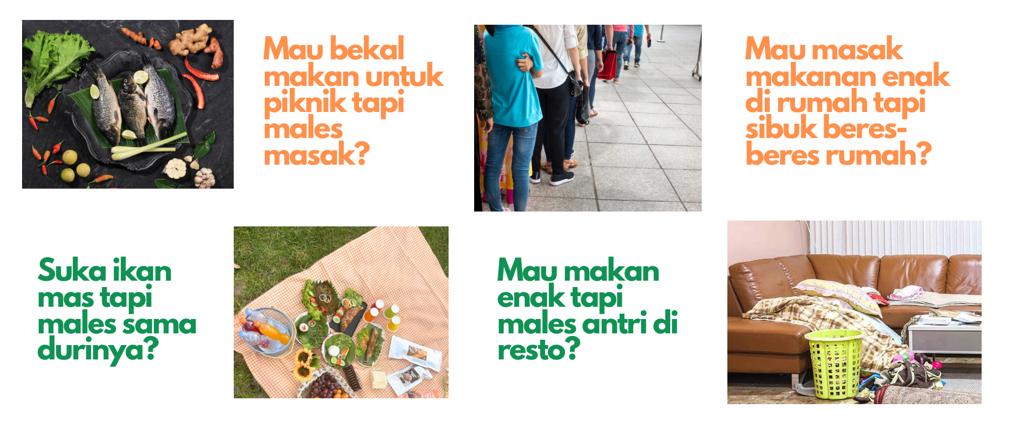 Mau bekal
makan untuk
piknik tapi
males
masak?
Mau masak
makanan enak
di rumah tapi
sibuk beres-
beres rumah?
Suka ikan
mas tapi
males sama
durinya?
Mau makan
enak tapi
males antri di
resto?